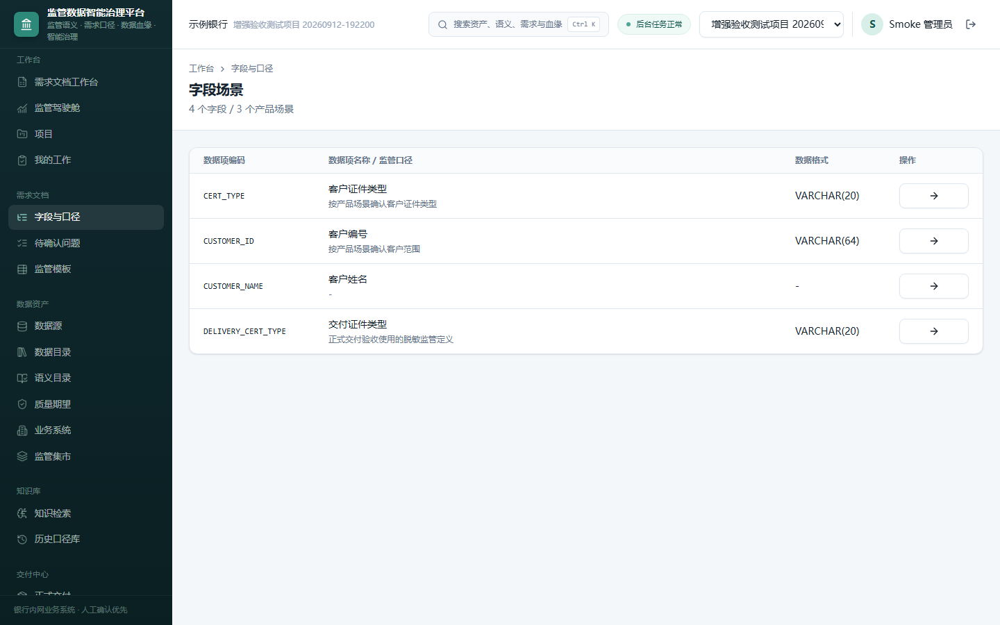 监管数据智能治理平台
监管语义 · 需求口径 · 数据血缘 ·
智能治理
工作台
需求文档工作台
监管驾驶舱
项目
我的工作
需求文档
字段与口径
待确认问题
监管模板
数据资产
数据源
数据目录
语义目录
质量期望
业务系统
监管集市
知识库
知识检索
历史口径库
交付中心
正式交付
银行内网业务系统 · 人工确认优先
示例银行 增强验收测试项目 20260912-192200
搜索资产、语义、需求与血缘 Ctrl K
后台任务正常
增强验收测试项目 202609
S Smoke 管理员
工作台 > 字段与口径
字段场景
4 个字段 / 3 个产品场景
数据项编码 数据项名称 / 监管口径 数据格式 操作
CERT_TYPE 客户证件类型 VARCHAR(20) →
按产品场景确认客户证件类型
CUSTOMER_ID 客户编号 VARCHAR(64) →
按产品场景确认客户范围
CUSTOMER_NAME 客户姓名 - →
-
DELIVERY_CERT_TYPE 交付证件类型 VARCHAR(20) →
正式交付验收使用的脱敏监管定义